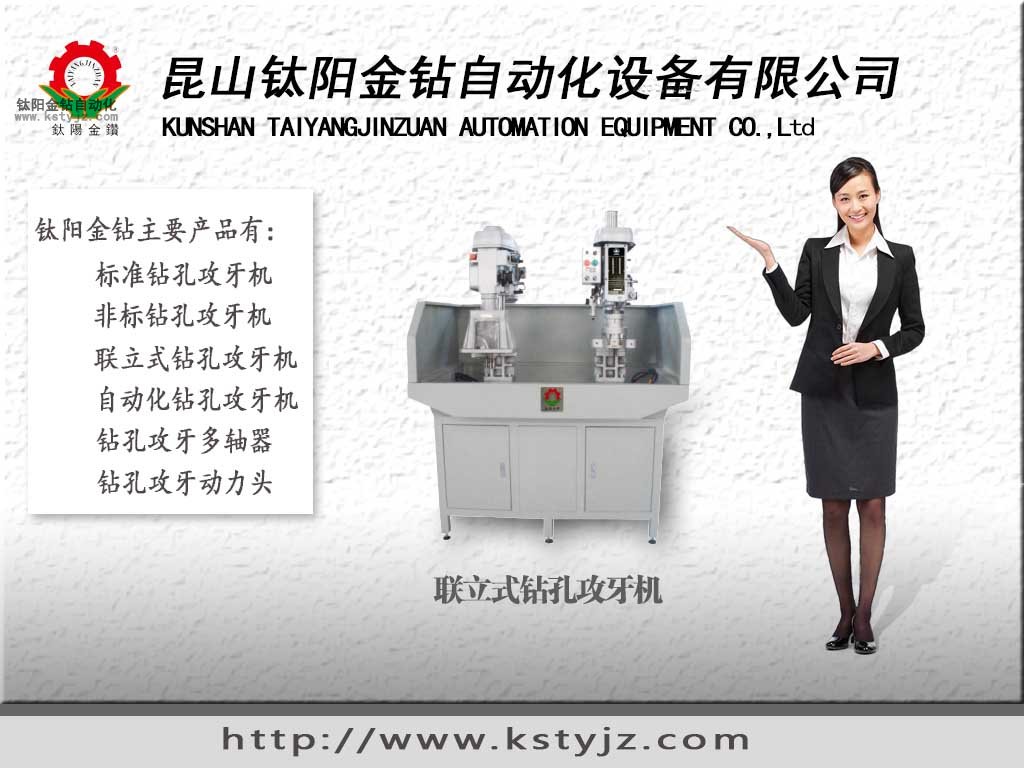 昆山钛阳金钻自动化设备有限公司
KUNSHAN TAIYANGJINZUAN AUTOMATION EQUIPMENT CO.,Ltd
钛阳金钻自动化
www.kstyjz.com
鈦陽金鑽
钛阳金钻主要产品有：
标准钻孔攻牙机
非标钻孔攻牙机
联立式钻孔攻牙机
自动化钻孔攻牙机
钻孔攻牙多轴器
钻孔攻牙动力头
联立式钻孔攻牙机
http://www.kstyjz.com